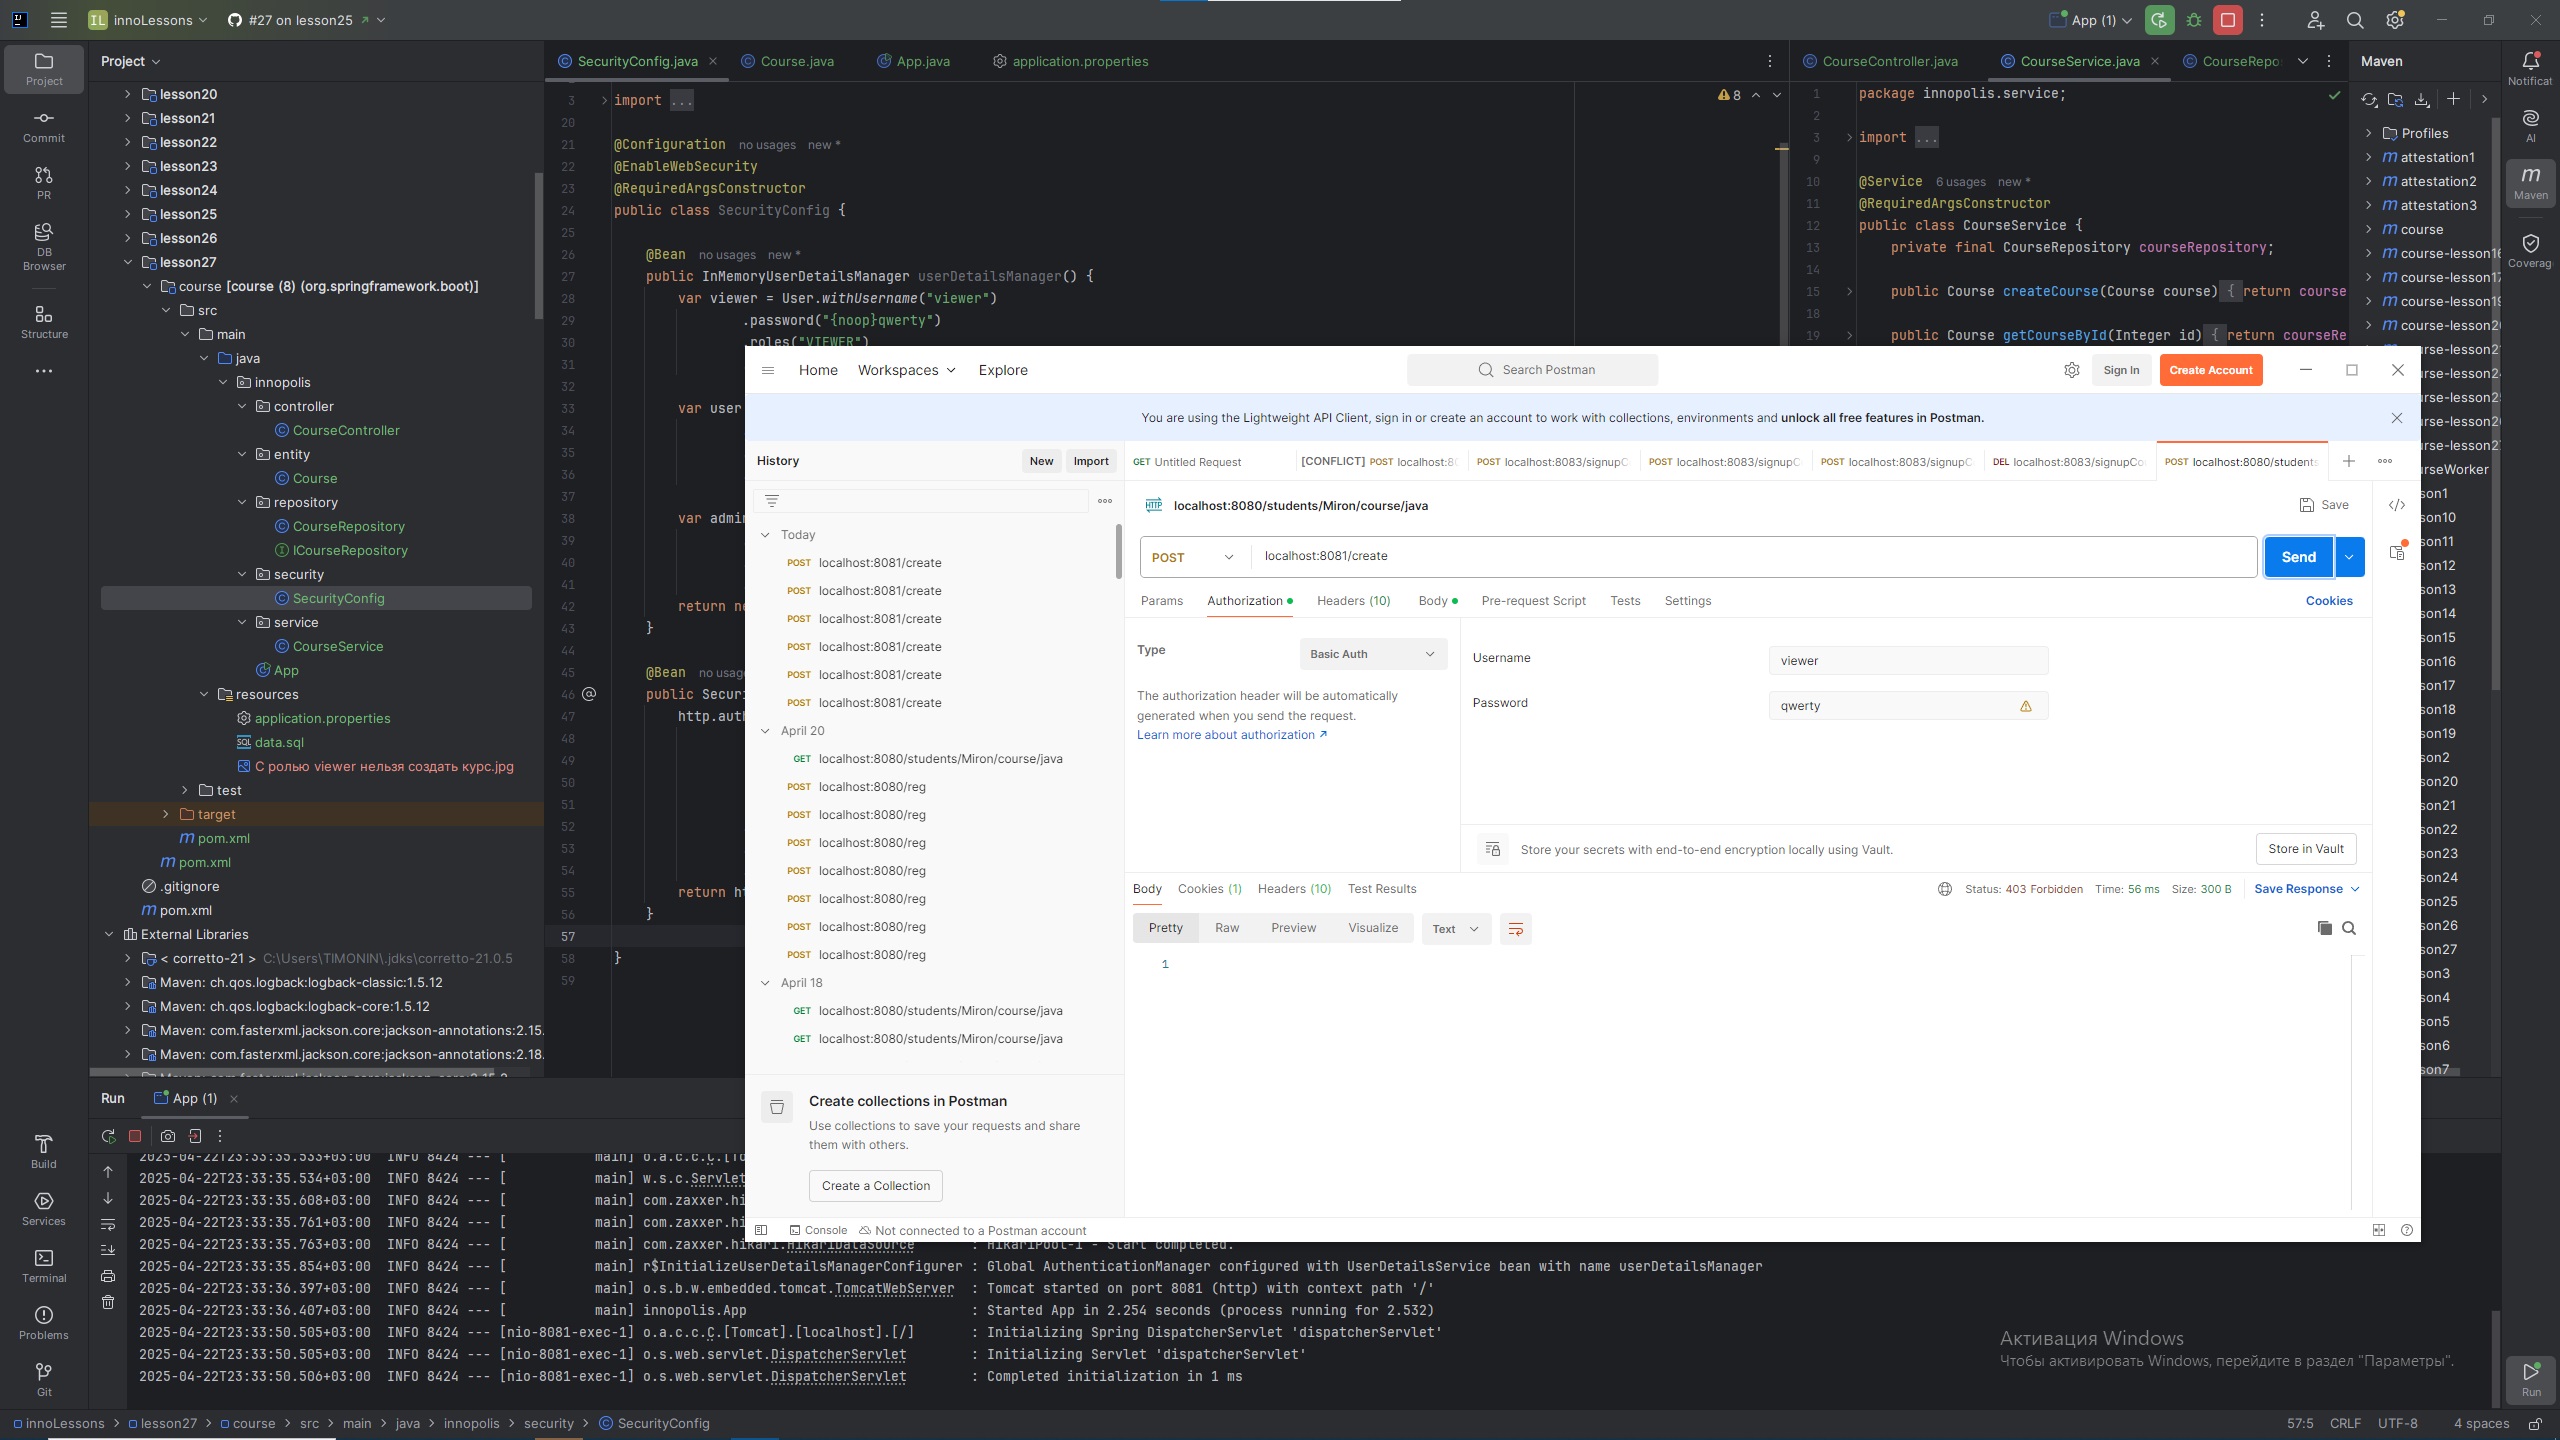 IL innoLessons #27 on lesson25 App (1)
Project
Commit
PR
DB
Browser
Structure
Build
Services
Terminal
Problems
Git
Project
lesson20
lesson21
lesson22
lesson23
lesson24
lesson25
lesson26
lesson27
course [course (8) (org.springframework.boot)]
src
main
java
innopolis
controller
CourseController
entity
Course
repository
CourseRepository
ICourseRepository
security
SecurityConfig
service
CourseService
App
resources
application.properties
data.sql
С ролью viewer нельзя создать курс.jpg
test
target
pom.xml
pom.xml
.gitignore
pom.xml
External Libraries
< corretto-21 > C:\Users\TIMONIN\.jdks\corretto-21.0.5
Maven: ch.qos.logback:logback-classic:1.5.12
Maven: ch.qos.logback:logback-core:1.5.12
Maven: com.fasterxml.jackson.core:jackson-annotations:2.15.
Maven: com.fasterxml.jackson.core:jackson-annotations:2.18.
SecurityConfig.java Course.java App.java application.properties
8
3 import ...
20
21 @Configuration no usages new *
22 @EnableWebSecurity
23 @RequiredArgsConstructor
24 public class SecurityConfig {
25
26 @Bean no usages new *
27 public InMemoryUserDetailsManager userDetailsManager() {
28 var viewer = User.withUsername("viewer")
29 .password("{noop}qwerty")
30 .roles("VIEWER")
31
32
33 var user
34
35
36
37
38 var admi
39
40
41
42 return ne
43 }
44
45 @Bean no usag
46 public Secur
47 http.aut
48
49
50
51
52
53
54
55 return ht
56 }
57
58 }
59
CourseController.java CourseService.java CourseRepo
1 package innopolis.service;
2
3 import ...
9
10 @Service 6 usages new *
11 @RequiredArgsConstructor
12 public class CourseService {
13 private final CourseRepository courseRepository;
14
15 public Course createCourse(Course course) { return course
18
19 public Course getCourseById(Integer id) { return courseRe
Maven
Profiles
attestation1
attestation2
attestation3
course
course-lesson16
course-lesson17
course-lesson19
course-lesson2
urse-lesson2
urse-lesson2
urse-lesson25
urse-lesson2
urse-lesson2
urseWorker
son1
son10
son11
son12
son13
son14
son15
son16
son17
son18
son19
son2
son20
son21
son22
son23
son24
son25
son26
son27
son3
son4
son5
son6
son7
Notificat
AI
Maven
Coverag
Run
Home Workspaces Explore Search Postman Sign In Create Account
You are using the Lightweight API Client, sign in or create an account to work with collections, environments and unlock all free features in Postman.
History New Import
Today
POST localhost:8081/create
POST localhost:8081/create
POST localhost:8081/create
POST localhost:8081/create
POST localhost:8081/create
POST localhost:8081/create
April 20
GET localhost:8080/students/Miron/course/java
POST localhost:8080/reg
POST localhost:8080/reg
POST localhost:8080/reg
POST localhost:8080/reg
POST localhost:8080/reg
POST localhost:8080/reg
POST localhost:8080/reg
April 18
GET localhost:8080/students/Miron/course/java
GET localhost:8080/students/Miron/course/java
Create collections in Postman
Use collections to save your requests and share
them with others.
Create a Collection
GET Untitled Request [CONFLICT] POST localhost:8 POST localhost:8083/signupC POST localhost:8083/signupC POST localhost:8083/signupC DEL localhost:8083/signupCo POST localhost:8080/students
HTTP localhost:8080/students/Miron/course/java Save
POST localhost:8081/create Send
Params Authorization Headers (10) Body Pre-request Script Tests Settings Cookies
Type Basic Auth
The authorization header will be automatically
generated when you send the request.
Learn more about authorization
Username viewer
Password qwerty
Store your secrets with end-to-end encryption locally using Vault. Store in Vault
Body Cookies (1) Headers (10) Test Results Status: 403 Forbidden Time: 56 ms Size: 300 B Save Response
Pretty Raw Preview Visualize Text
1
Console Not connected to a Postman account
Run App (1)
2025-04-22T23:33:35.533+03:00 INFO 8424 --- [ main] o.a.c.c.C.[To
2025-04-22T23:33:35.534+03:00 INFO 8424 --- [ main] w.s.c.Servlet
2025-04-22T23:33:35.608+03:00 INFO 8424 --- [ main] com.zaxxer.hi
2025-04-22T23:33:35.761+03:00 INFO 8424 --- [ main] com.zaxxer.hi
2025-04-22T23:33:35.763+03:00 INFO 8424 --- [ main] com.zaxxer.hikari.HikariDataSource : HikariPool-1 - Start completed.
2025-04-22T23:33:35.854+03:00 INFO 8424 --- [ main] r$InitializeUserDetailsManagerConfigurer : Global AuthenticationManager configured with UserDetailsService bean with name userDetailsManager
2025-04-22T23:33:36.397+03:00 INFO 8424 --- [ main] o.s.b.w.embedded.tomcat.TomcatWebServer : Tomcat started on port 8081 (http) with context path '/'
2025-04-22T23:33:36.407+03:00 INFO 8424 --- [ main] innopolis.App : Started App in 2.254 seconds (process running for 2.532)
2025-04-22T23:33:50.505+03:00 INFO 8424 --- [nio-8081-exec-1] o.a.c.c.C.[Tomcat].[localhost].[/] : Initializing Spring DispatcherServlet 'dispatcherServlet'
2025-04-22T23:33:50.505+03:00 INFO 8424 --- [nio-8081-exec-1] o.s.web.servlet.DispatcherServlet : Initializing Servlet 'dispatcherServlet'
2025-04-22T23:33:50.506+03:00 INFO 8424 --- [nio-8081-exec-1] o.s.web.servlet.DispatcherServlet : Completed initialization in 1 ms
Активация Windows
Чтобы активировать Windows, перейдите в раздел "Параметры".
innoLessons > lesson27 > course > src > main > java > innopolis > security > SecurityConfig
57:5 CRLF UTF-8 4 spaces